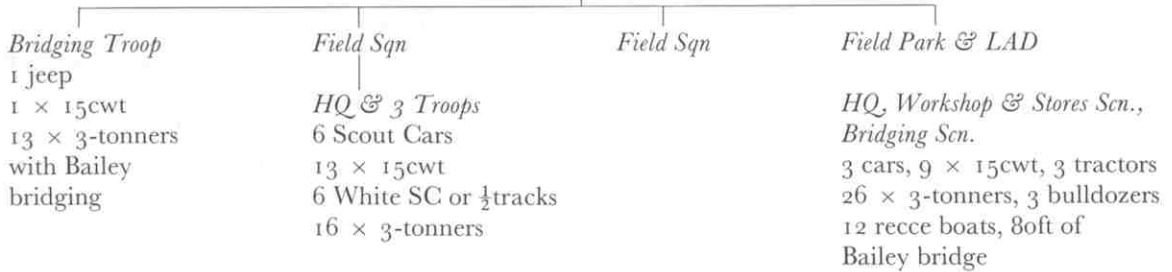 Bridging Troop
1 jeep
1 × 15cwt
13 × 3-tonners
with Bailey
bridging
Field Sqn
HQ & 3 Troops
6 Scout Cars
13 × 15cwt
6 White SC or ½tracks
16 × 3-tonners
Field Sqn
Field Park & LAD
HQ, Workshop & Stores Scn.,
Bridging Scn.
3 cars, 9 × 15cwt, 3 tractors
26 × 3-tonners, 3 bulldozers
12 recce boats, 80ft of
Bailey bridge